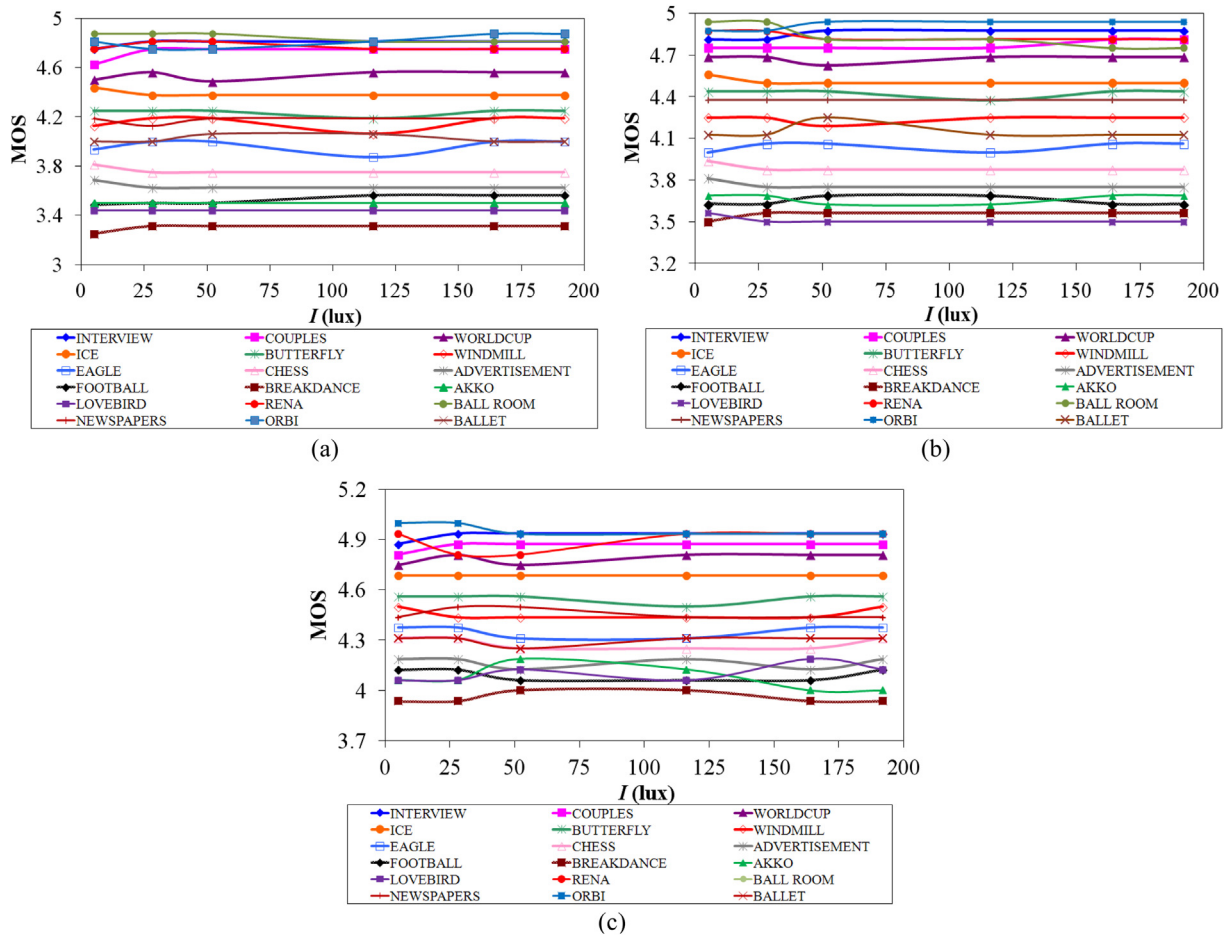 5
4.6
4.2
3.8
3.4
3
MOS
0 25 50 75 100 125 150 175 200
I (lux)
INTERVIEW COUPLES WORLDCUP
ICE BUTTERFLY WINDMILL
EAGLE CHESS ADVERTISEMENT
FOOTBALL BREAKDANCE AKKO
LOVEBIRD RENA BALL ROOM
NEWSPAPERS ORBI BALLET
(a)
5
4.7
4.4
4.1
3.8
3.5
3.2
MOS
0 25 50 75 100 125 150 175 200
I (lux)
INTERVIEW COUPLES WORLDCUP
ICE BUTTERFLY WINDMILL
EAGLE CHESS ADVERTISEMENT
FOOTBALL BREAKDANCE AKKO
LOVEBIRD RENA BALL ROOM
NEWSPAPERS ORBI BALLET
(b)
5.2
4.9
4.6
4.3
4
3.7
MOS
0 25 50 75 100 125 150 175 200
I (lux)
INTERVIEW COUPLES WORLDCUP
ICE BUTTERFLY WINDMILL
EAGLE CHESS ADVERTISEMENT
FOOTBALL BREAKDANCE AKKO
LOVEBIRD RENA BALL ROOM
NEWSPAPERS ORBI BALLET
(c)